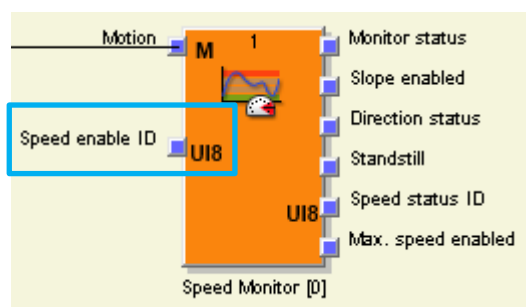 Motion
M
1
Monitor status
Slope enabled
Direction status
Speed enable ID
UI8
Standstill
UI8
Speed status ID
Max. speed enabled
Speed Monitor [0]